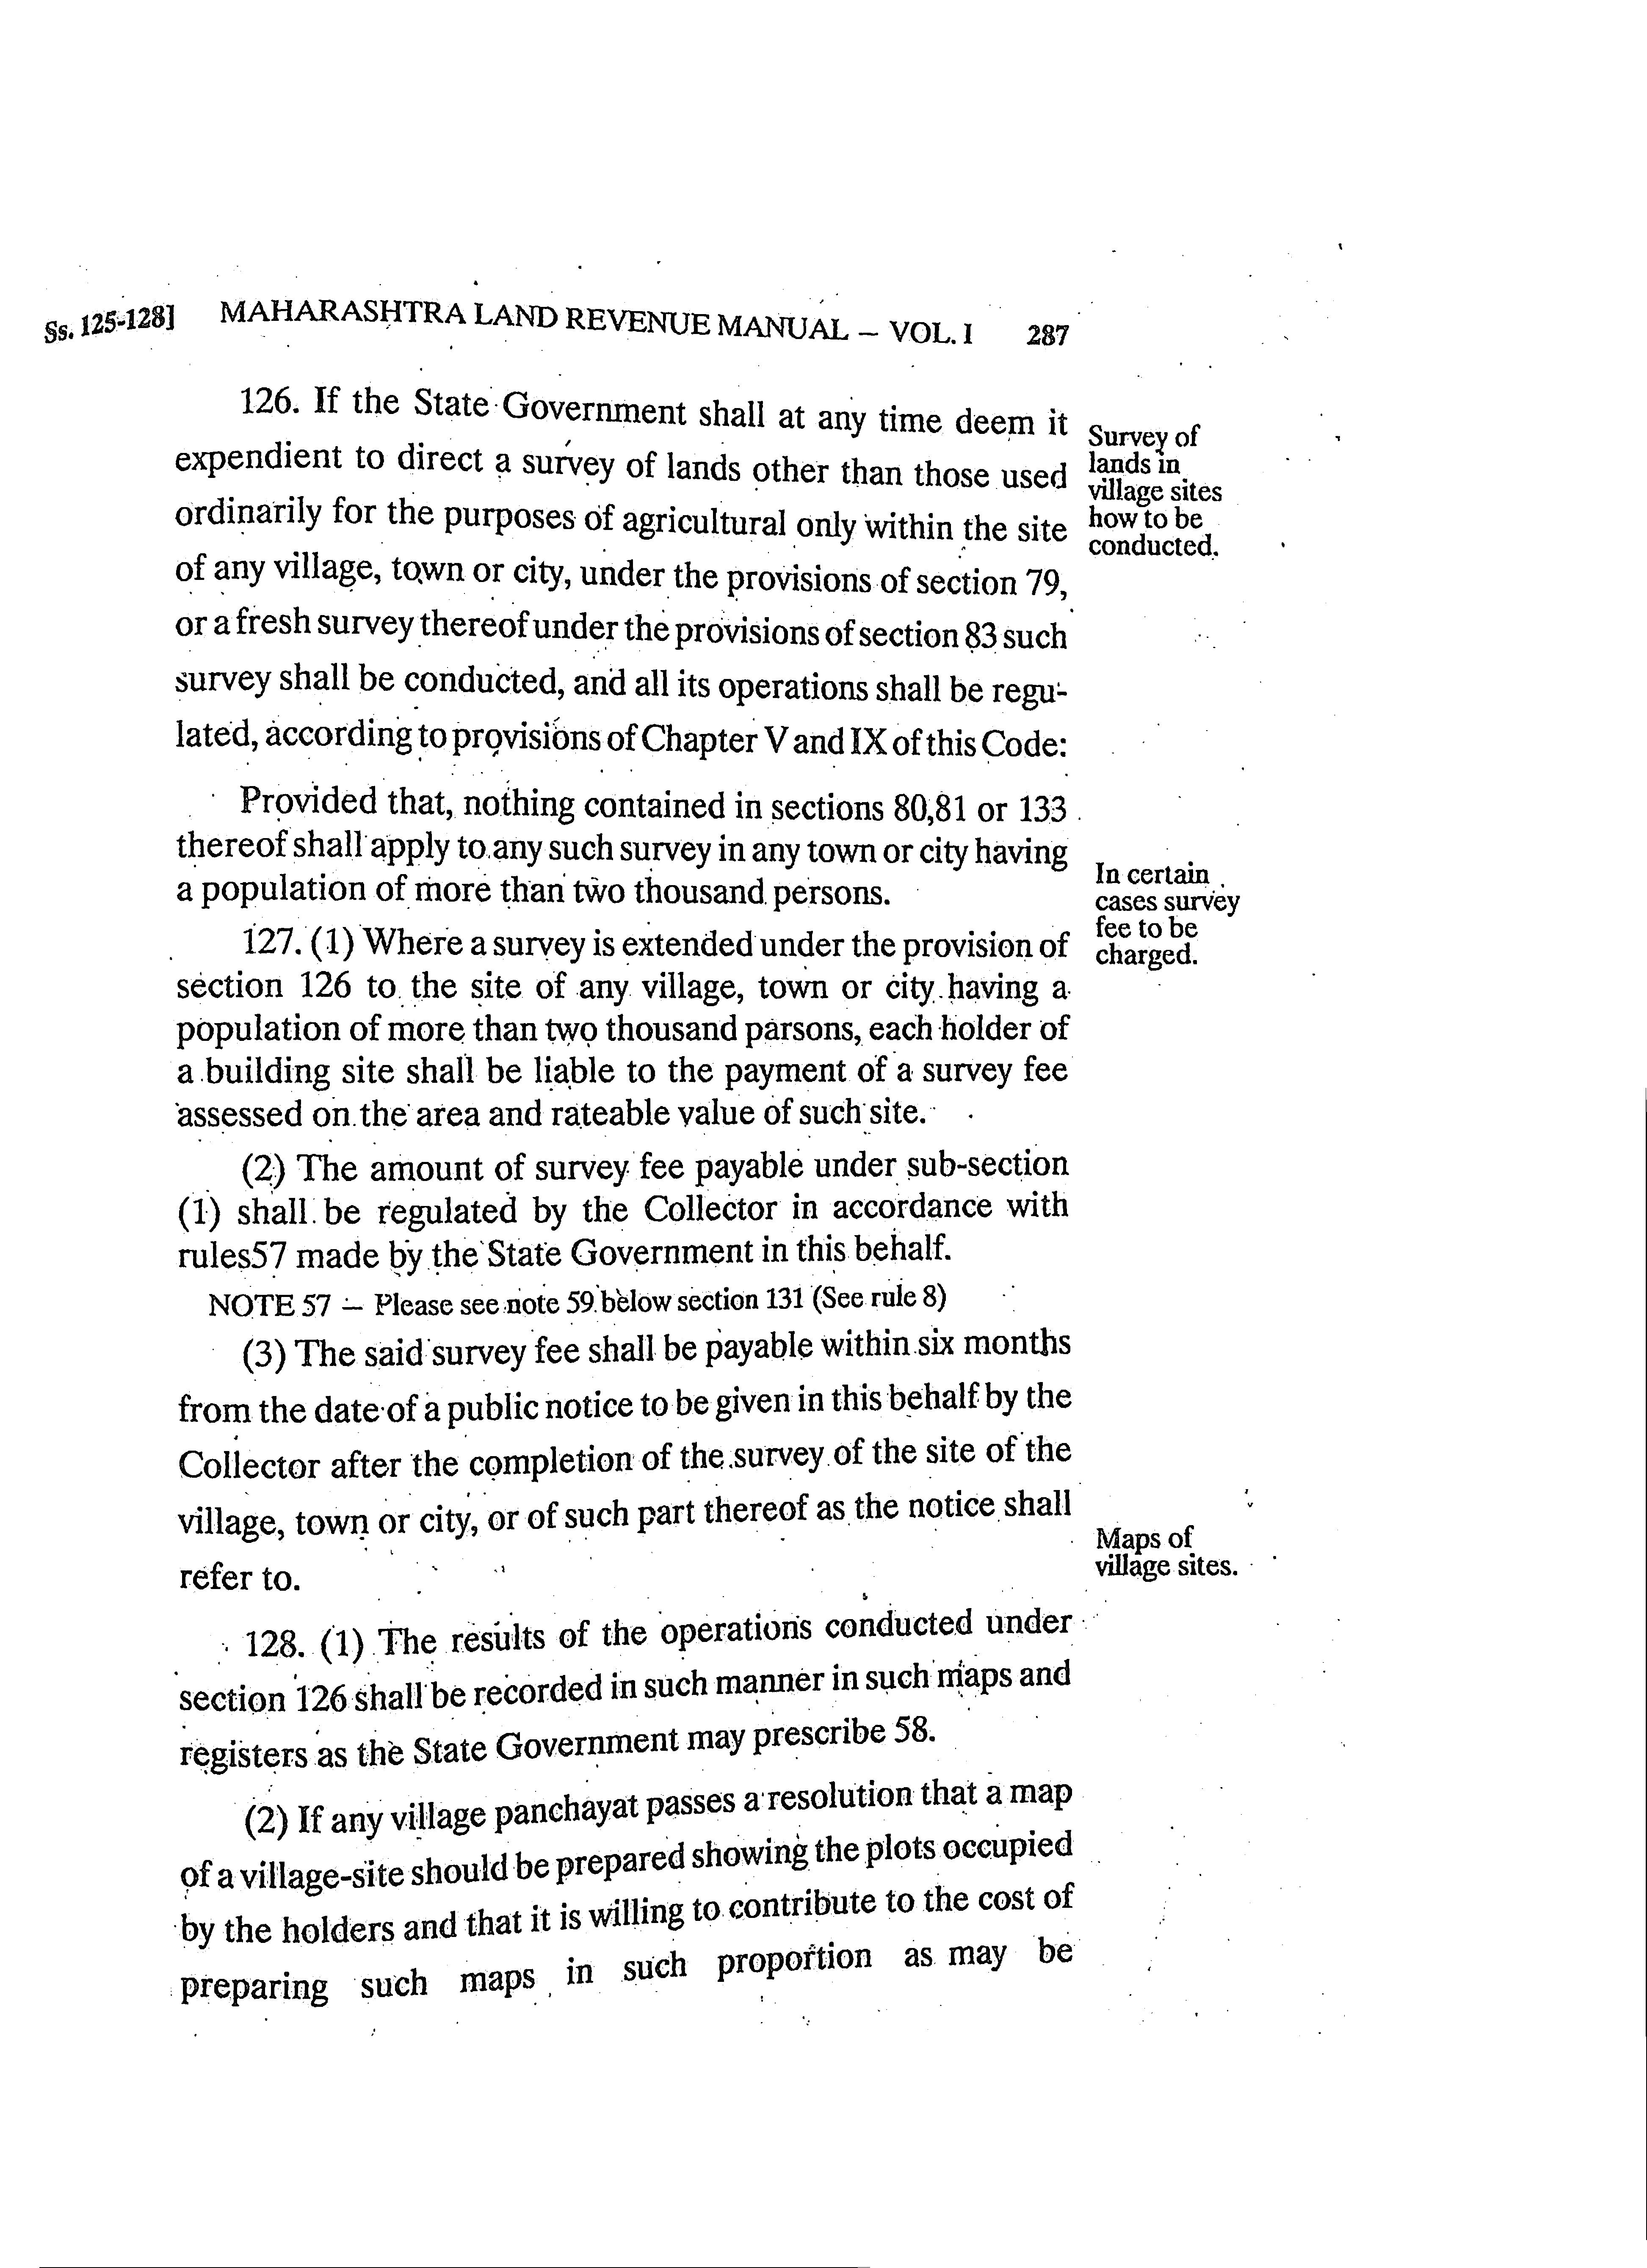 Ss. 125-128] MAHARASHTRA LAND REVENUE MANUAL – VOL. I 287
126. If the State Government shall at any time deem it
expendient to direct a survey of lands other than those used
ordinarily for the purposes of agricultural only within the site
of any village, town or city, under the provisions of section 79,
or a fresh survey thereof under the provisions of section 83 such
survey shall be conducted, and all its operations shall be regu-
lated, according to provisions of Chapter V and IX of this Code:
Survey of
lands in
village sites
how to be
conducted.
Provided that, nothing contained in sections 80,81 or 133
thereof shall apply to any such survey in any town or city having
a population of more than two thousand persons.
127. (1) Where a survey is extended under the provision of
section 126 to the site of any village, town or city having a
population of more than two thousand parsons, each holder of
a building site shall be liable to the payment of a survey fee
assessed on the area and rateable value of such site.
In certain
cases survey
fee to be
charged.
(2) The amount of survey fee payable under sub-section
(1) shall be regulated by the Collector in accordance with
rules57 made by the State Government in this behalf.
NOTE 57 – Please see note 59 below section 131 (See rule 8)
(3) The said survey fee shall be payable within six months
from the date of a public notice to be given in this behalf by the
Collector after the completion of the survey of the site of the
village, town or city, or of such part thereof as the notice shall
refer to.
Maps of
village sites.
128. (1) The results of the operations conducted under
section 126 shall be recorded in such manner in such maps and
registers as the State Government may prescribe 58.
(2) If any village panchayat passes a resolution that a map
of a village-site should be prepared showing the plots occupied
by the holders and that it is willing to contribute to the cost of
preparing such maps in such proportion as may be